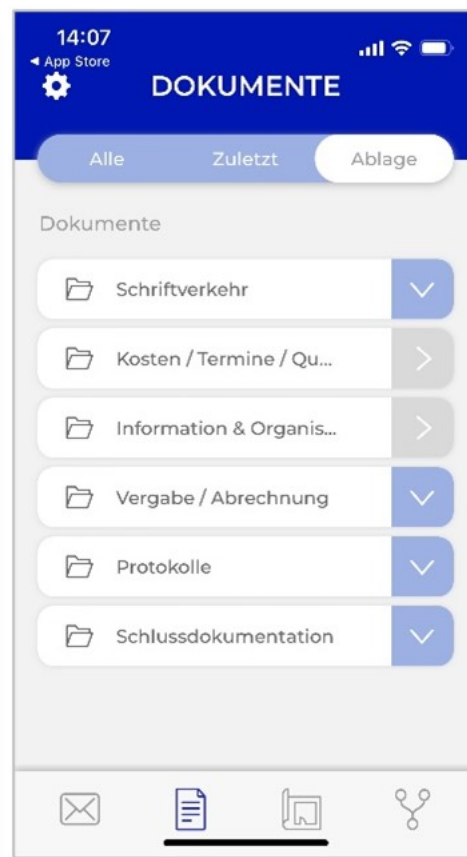 14:07
◄ App Store
DOKUMENTE
Alle Zuletzt Ablage
Dokumente
Schriftverkehr
Kosten / Termine / Qu...
Information & Organis...
Vergabe / Abrechnung
Protokolle
Schlussdokumentation